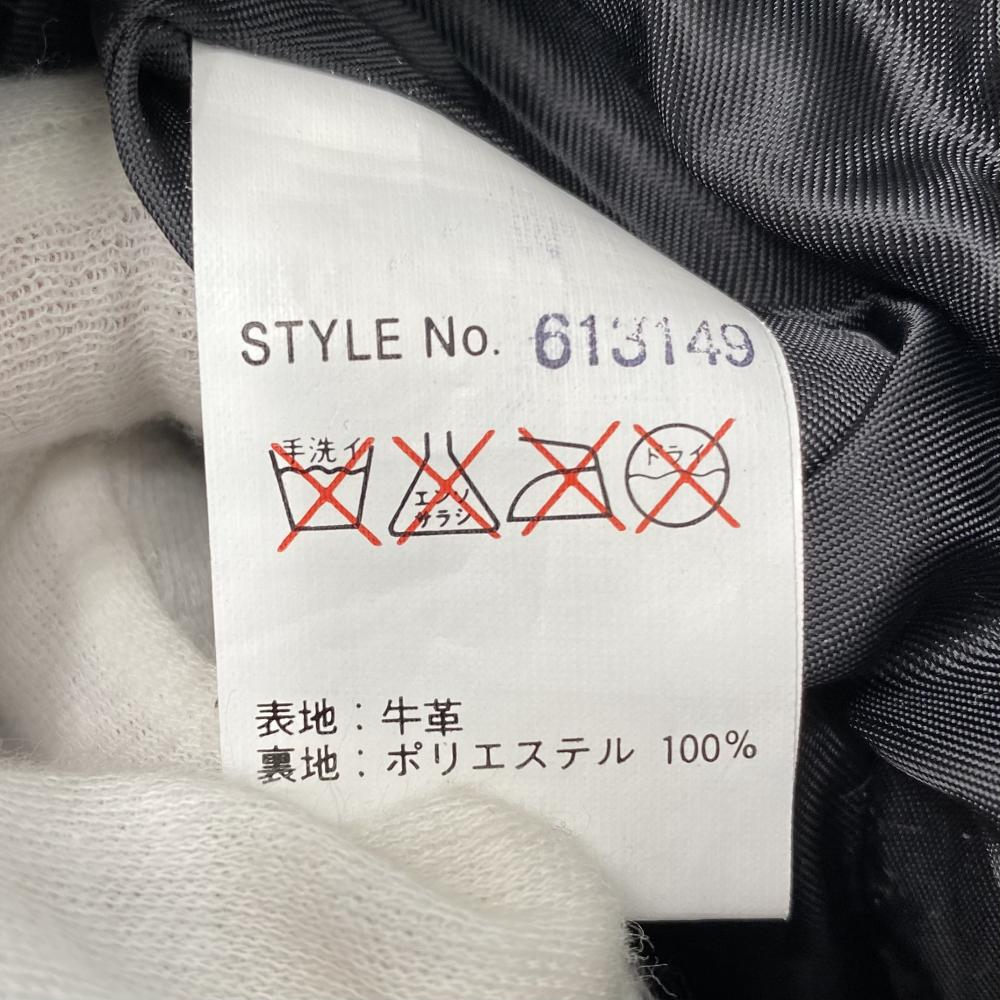 STYLE No. 613149
手洗イ
エンソ
サラシ
ドライ
表地：牛革
裏地：ポリエステル 100%